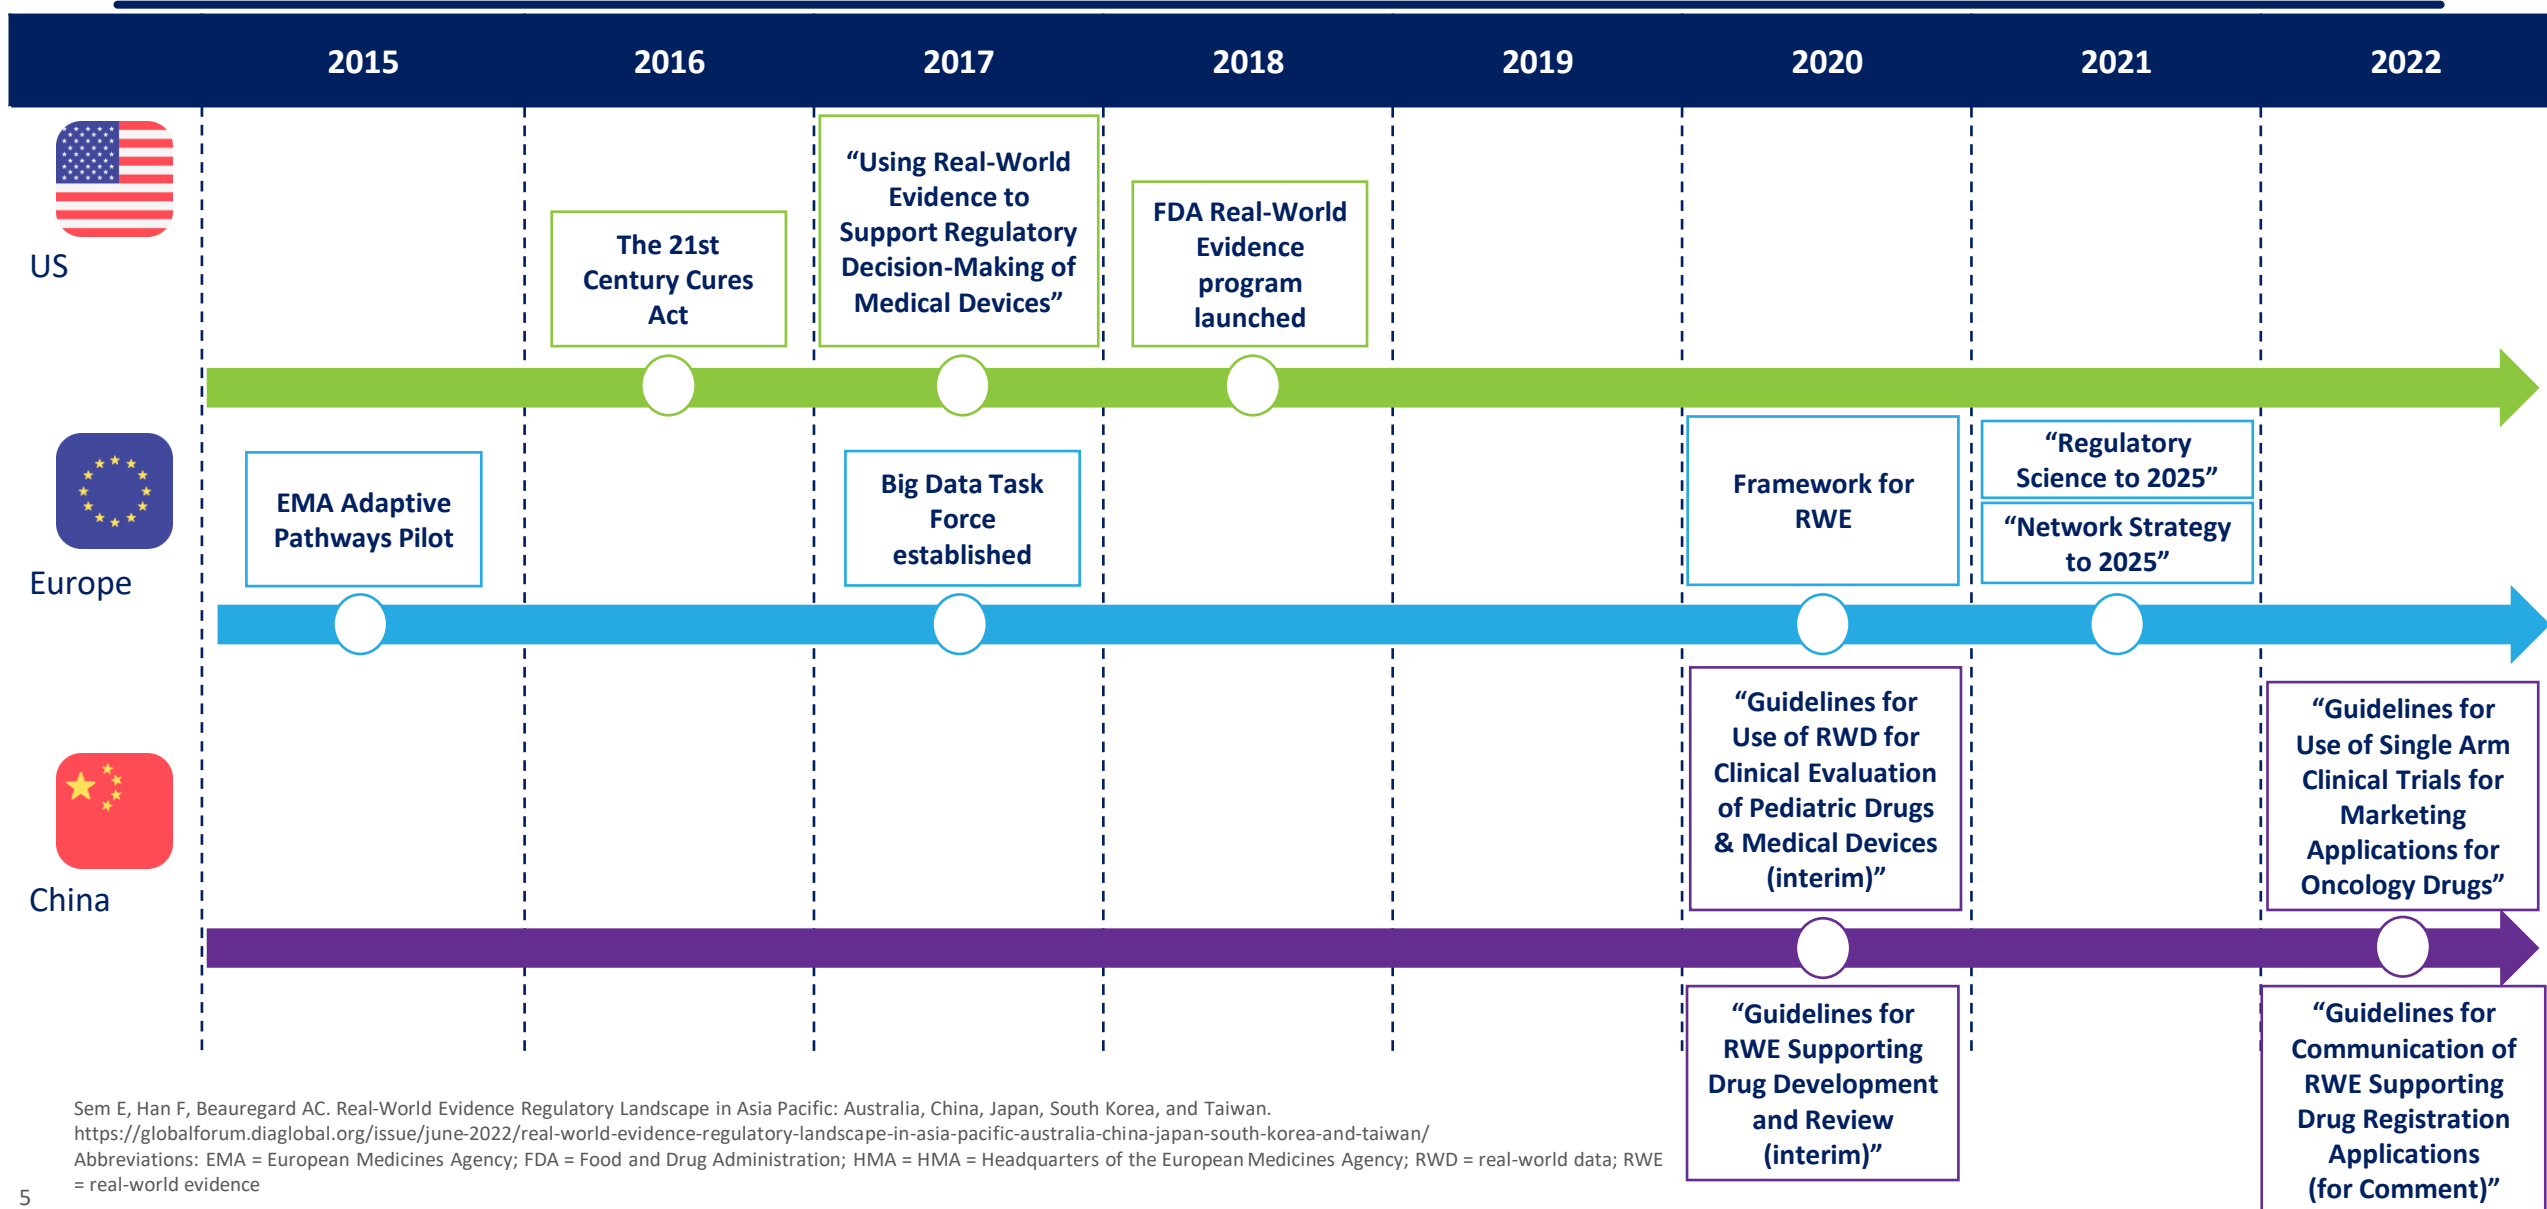 2015 2016 2017 2018 2019 2020 2021 2022
US
The 21st
Century Cures
Act
“Using Real-World
Evidence to
Support Regulatory
Decision-Making of
Medical Devices”
FDA Real-World
Evidence
program
launched
Europe
EMA Adaptive
Pathways Pilot
Big Data Task
Force
established
Framework for
RWE
“Regulatory
Science to 2025”
“Network Strategy
to 2025”
China
“Guidelines for
Use of RWD for
Clinical Evaluation
of Pediatric Drugs
& Medical Devices
(interim)”
“Guidelines for
Use of Single Arm
Clinical Trials for
Marketing
Applications for
Oncology Drugs”
“Guidelines for
RWE Supporting
Drug Development
and Review
(interim)”
“Guidelines for
Communication of
RWE Supporting
Drug Registration
Applications
(for Comment)”
Sem E, Han F, Beauregard AC. Real-World Evidence Regulatory Landscape in Asia Pacific: Australia, China, Japan, South Korea, and Taiwan.
https://globalforum.diaglobal.org/issue/june-2022/real-world-evidence-regulatory-landscape-in-asia-pacific-australia-china-japan-south-korea-and-taiwan/
Abbreviations: EMA = European Medicines Agency; FDA = Food and Drug Administration; HMA = HMA = Headquarters of the European Medicines Agency; RWD = real-world data; RWE
= real-world evidence
5